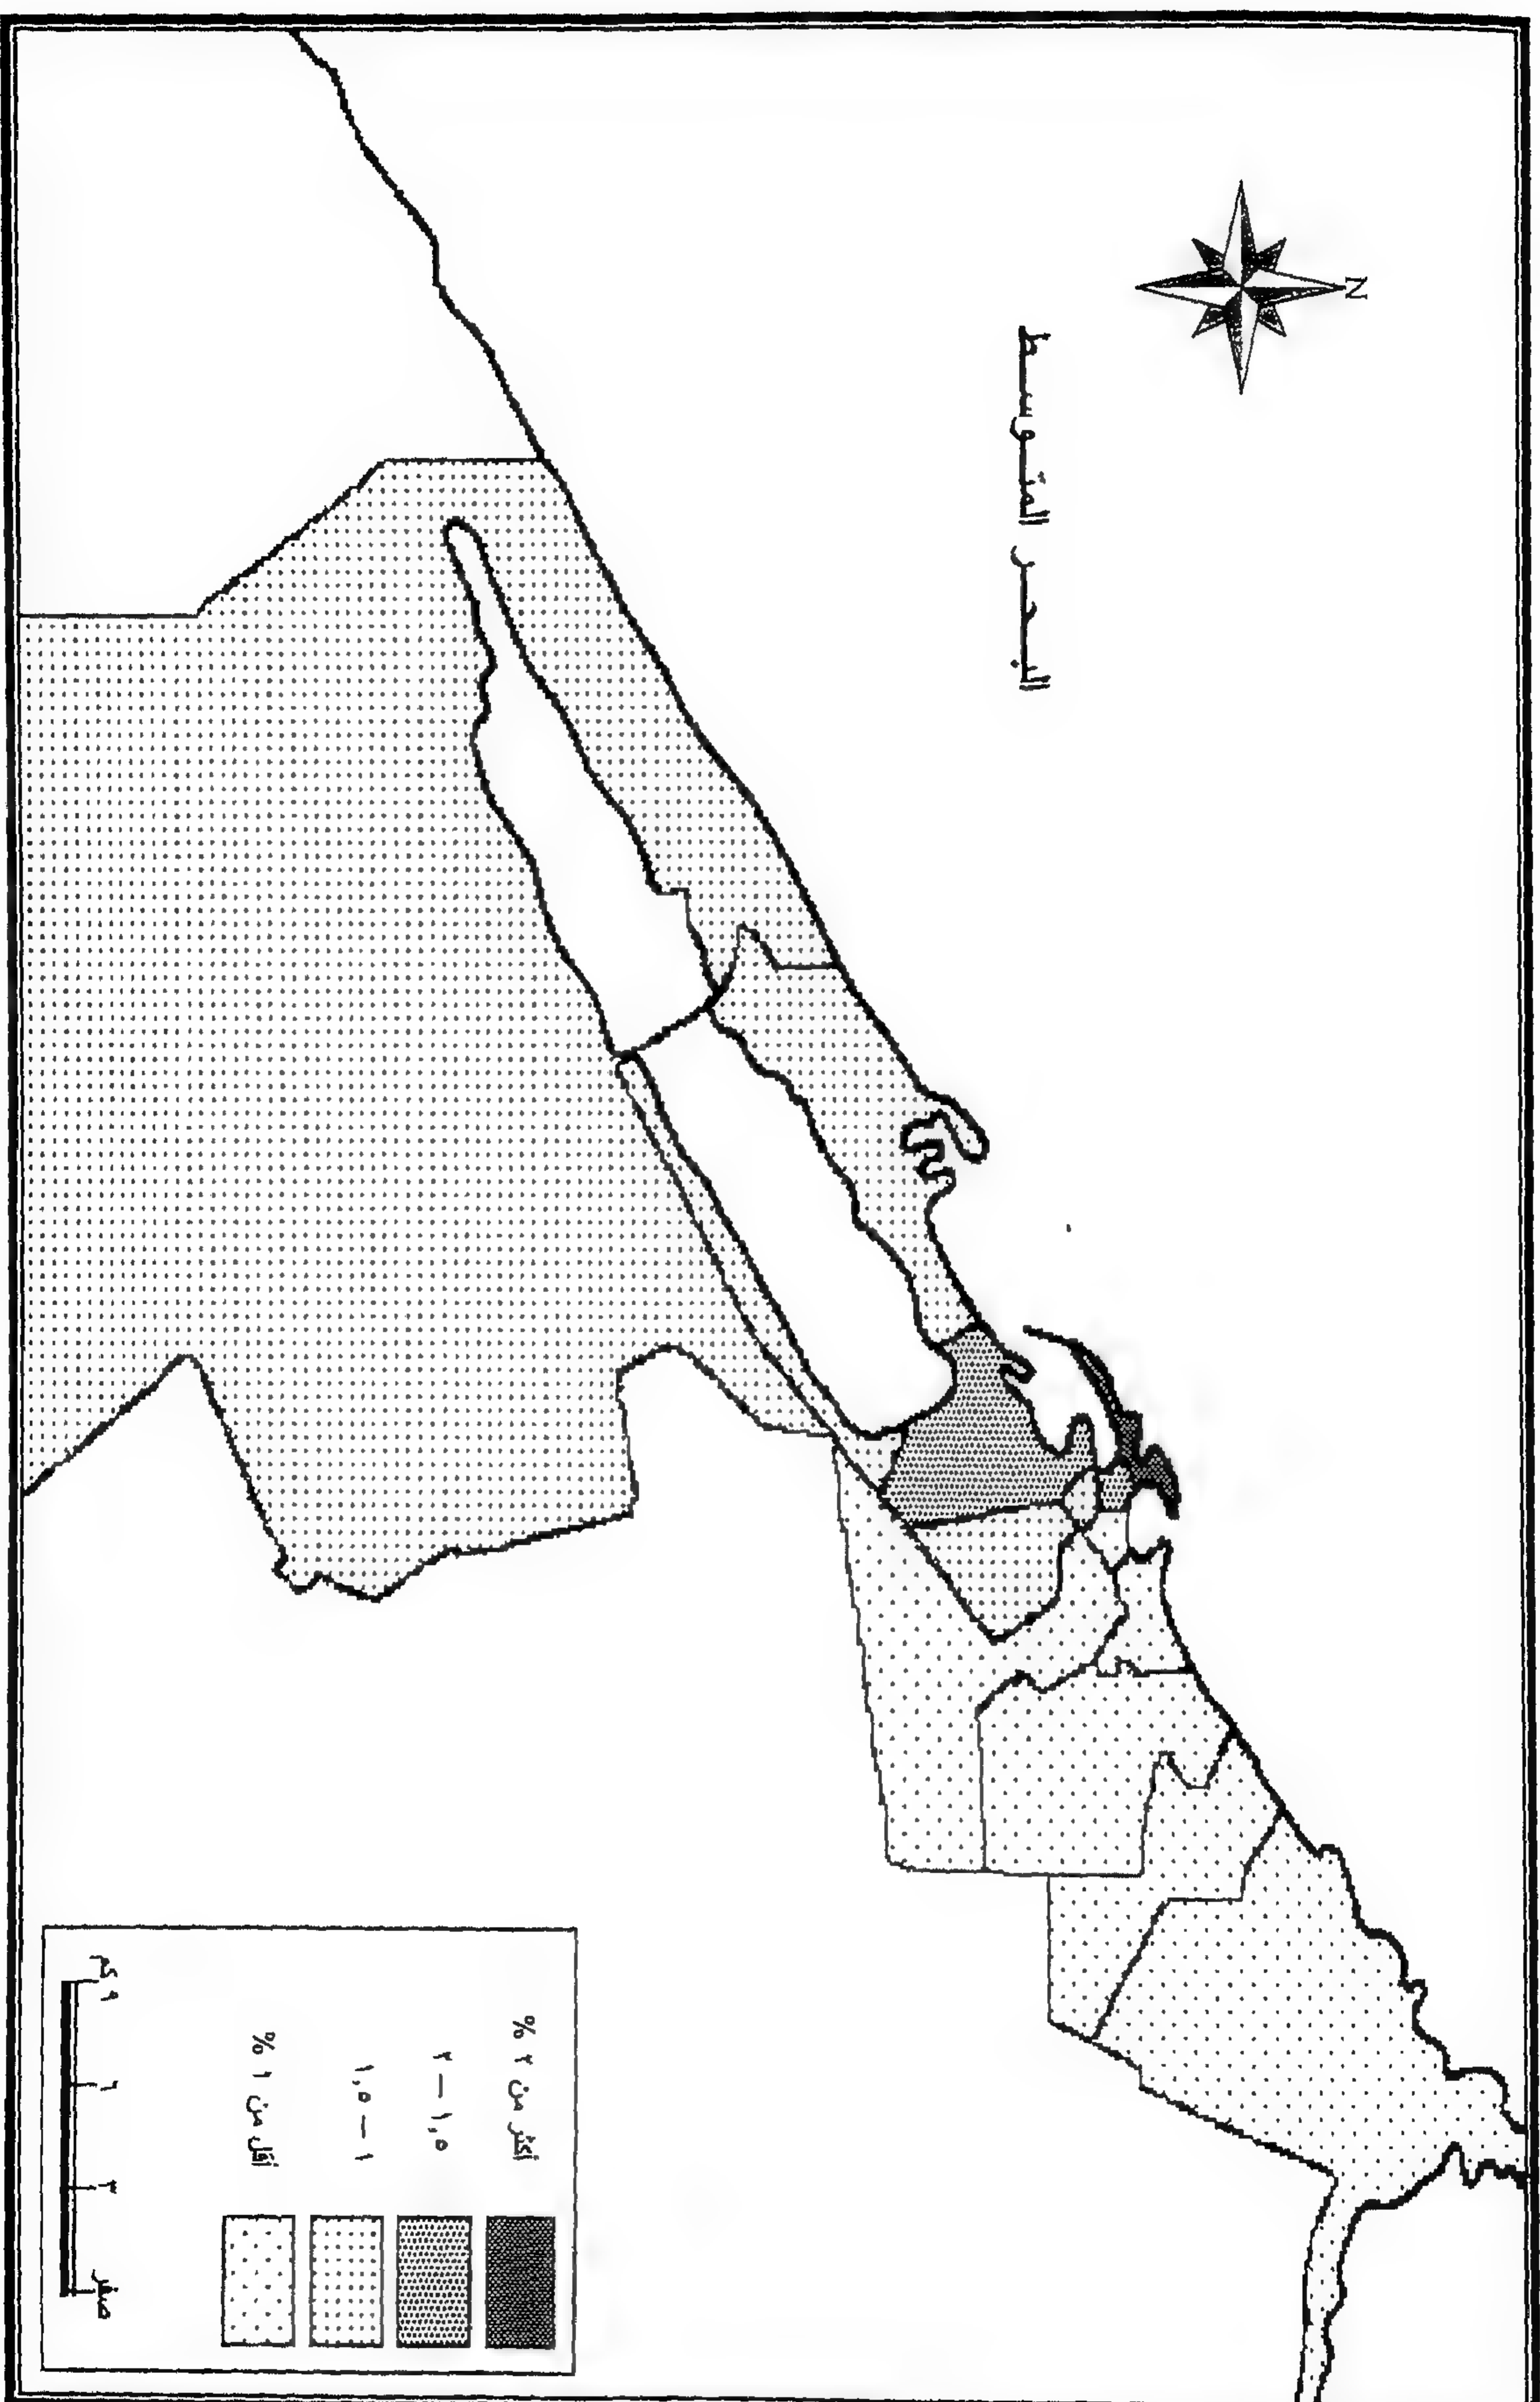 N
البحر المتوسط
أكثر من ٢ %
١,٥ — ٢
١ — ١,٥
أقل من ١ %
صفر ٣ ٦ ٩ كم